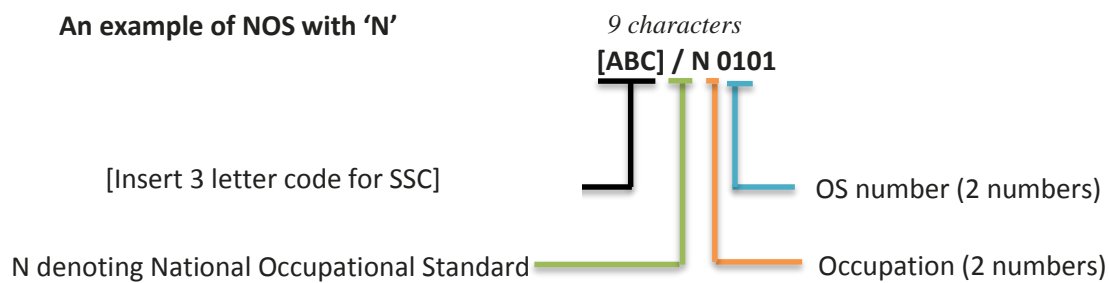 An example of NOS with ‘N’
9 characters
[ABC] / N 0101
[Insert 3 letter code for SSC]
OS number (2 numbers)
N denoting National Occupational Standard
Occupation (2 numbers)